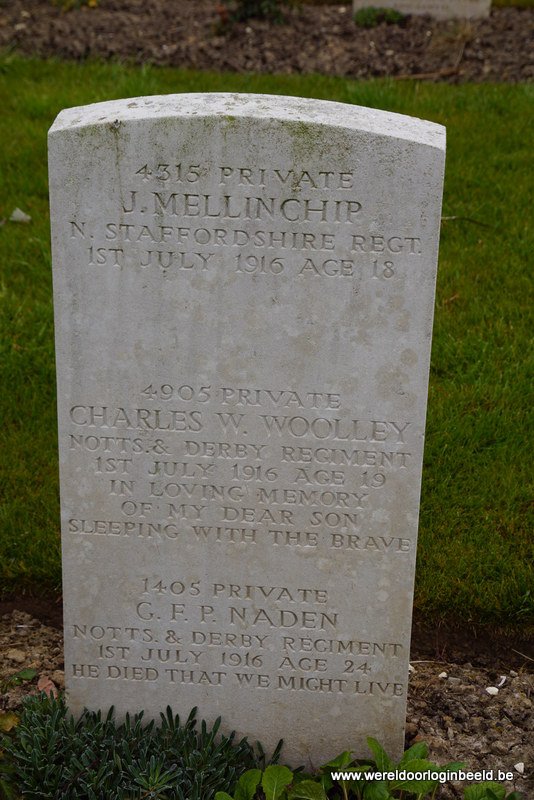 4315 PRIVATE
J. MELLINCHIP
N. STAFFORDSHIRE REGT.
1ST JULY 1916 AGE 18
4905 PRIVATE
CHARLES W. WOOLLEY
NOTTS. & DERBY REGIMENT
1ST JULY 1916 AGE 19
IN LOVING MEMORY
OF MY DEAR SON
SLEEPING WITH THE BRAVE
1405 PRIVATE
G. F. P. NADEN
NOTTS. & DERBY REGIMENT
1ST JULY 1916 AGE 24
HE DIED THAT WE MIGHT LIVE
www.wereldoorloginbeeld.be